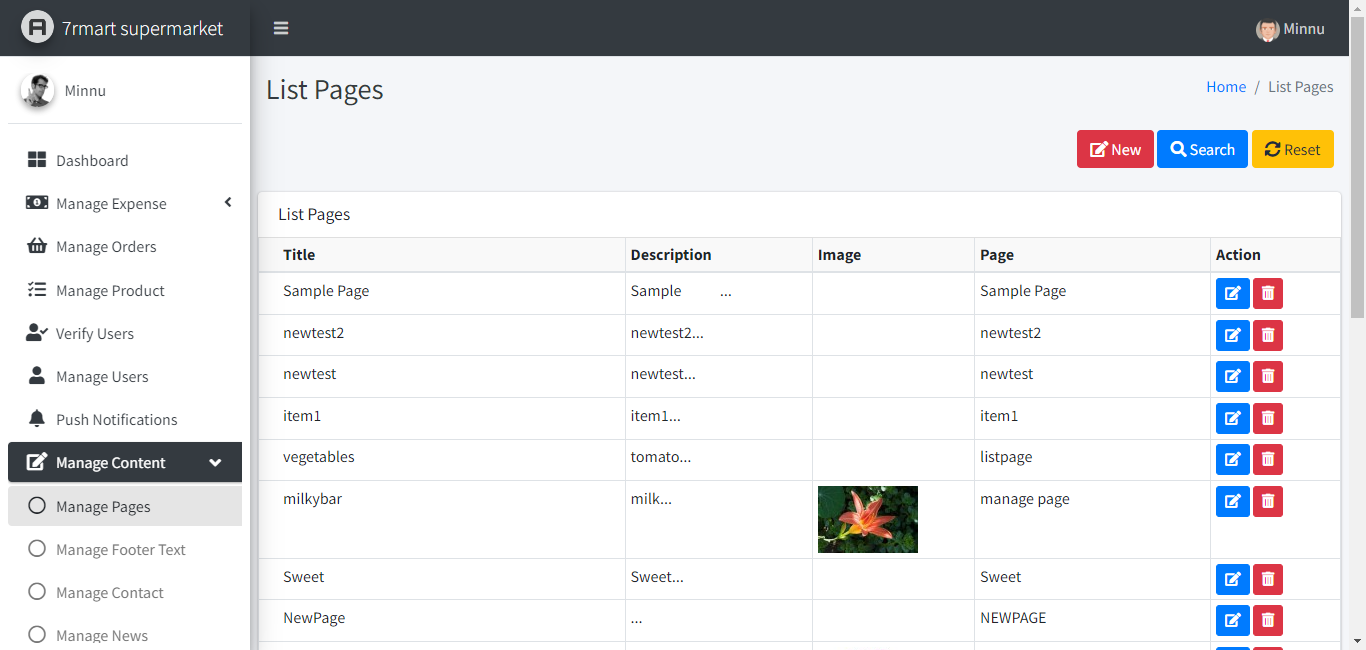 7rmart supermarket
Minnu
Minnu
List Pages
Home / List Pages
New Search Reset
Dashboard
Manage Expense
Manage Orders
Manage Product
Verify Users
Manage Users
Push Notifications
Manage Content
Manage Pages
Manage Footer Text
Manage Contact
Manage News
List Pages
Title Description Image Page Action
Sample Page Sample ... Sample Page
newtest2 newtest2... newtest2
newtest newtest... newtest
item1 item1... item1
vegetables tomato... listpage
milkybar milk... manage page
Sweet Sweet... Sweet
NewPage ... NEWPAGE